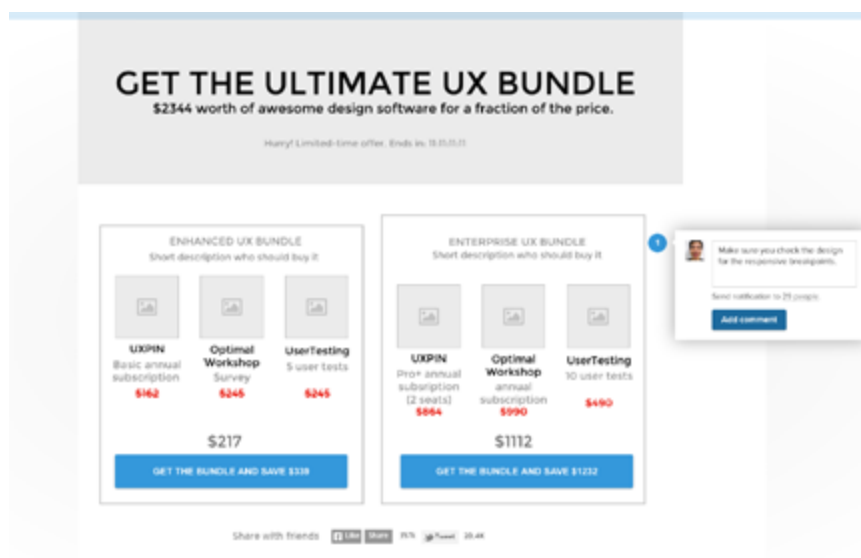 GET THE ULTIMATE UX BUNDLE
$2344 worth of awesome design software for a fraction of the price.
Hurry! Limited-time offer. Ends in: 11:11:11:11
ENHANCED UX BUNDLE
Short description who should buy it
UXPIN
Basic annual
subscription
$162
Optimal
Workshop
Survey
$245
UserTesting
5 user tests
$245
$217
GET THE BUNDLE AND SAVE $339
ENTERPRISE UX BUNDLE
Short description who should buy it
UXPIN
Pro+ annual
subsription
(2 seats)
$864
Optimal
Workshop
annual
subscription
$990
UserTesting
10 user tests
$490
$1112
GET THE BUNDLE AND SAVE $1232
1
Make sure you check the design
for the responsive breakpoints.
Send notification to 25 people.
Add comment
Share with friends
Like
Share
Tweet